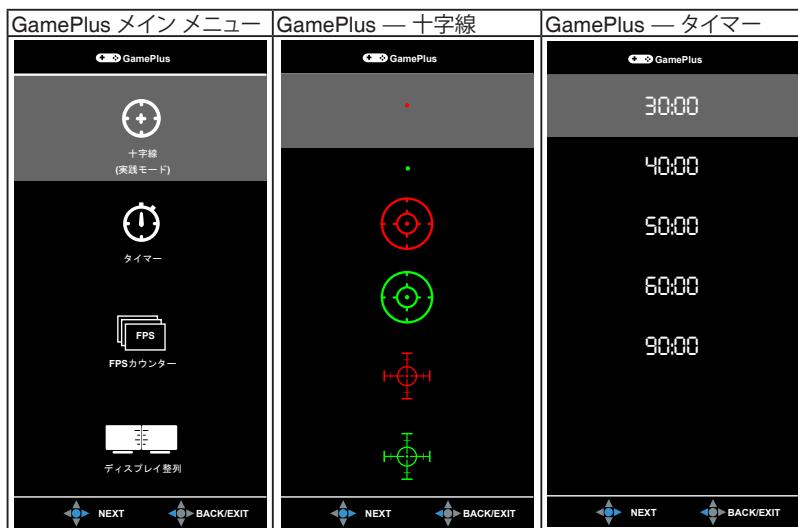 GamePlus メイン メニュー
GamePlus — 十字線
GamePlus — タイマー
GamePlus
十字線
(実践モード)
タイマー
FPS
FPSカウンター
ディスプレイ整列
NEXT BACK/EXIT
GamePlus
NEXT BACK/EXIT
GamePlus
30:00
40:00
50:00
60:00
90:00
NEXT BACK/EXIT